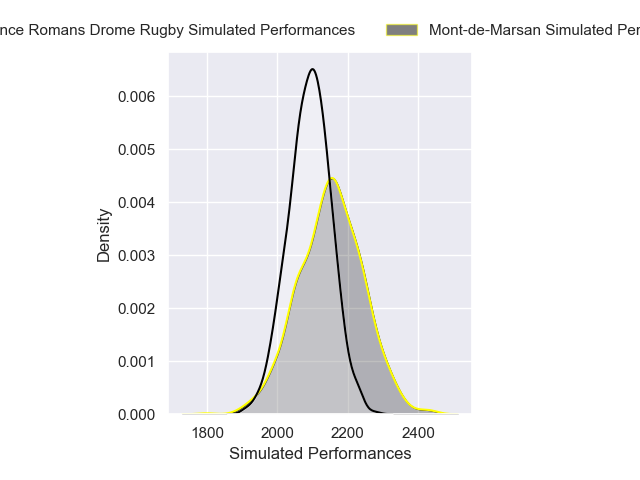 nce Romans Drome Rugby Simulated Performances
Mont-de-Marsan Simulated Per
0.006
0.005
0.004
0.003
0.002
0.001
0.000
Density
1800 2000 2200 2400
Simulated Performances